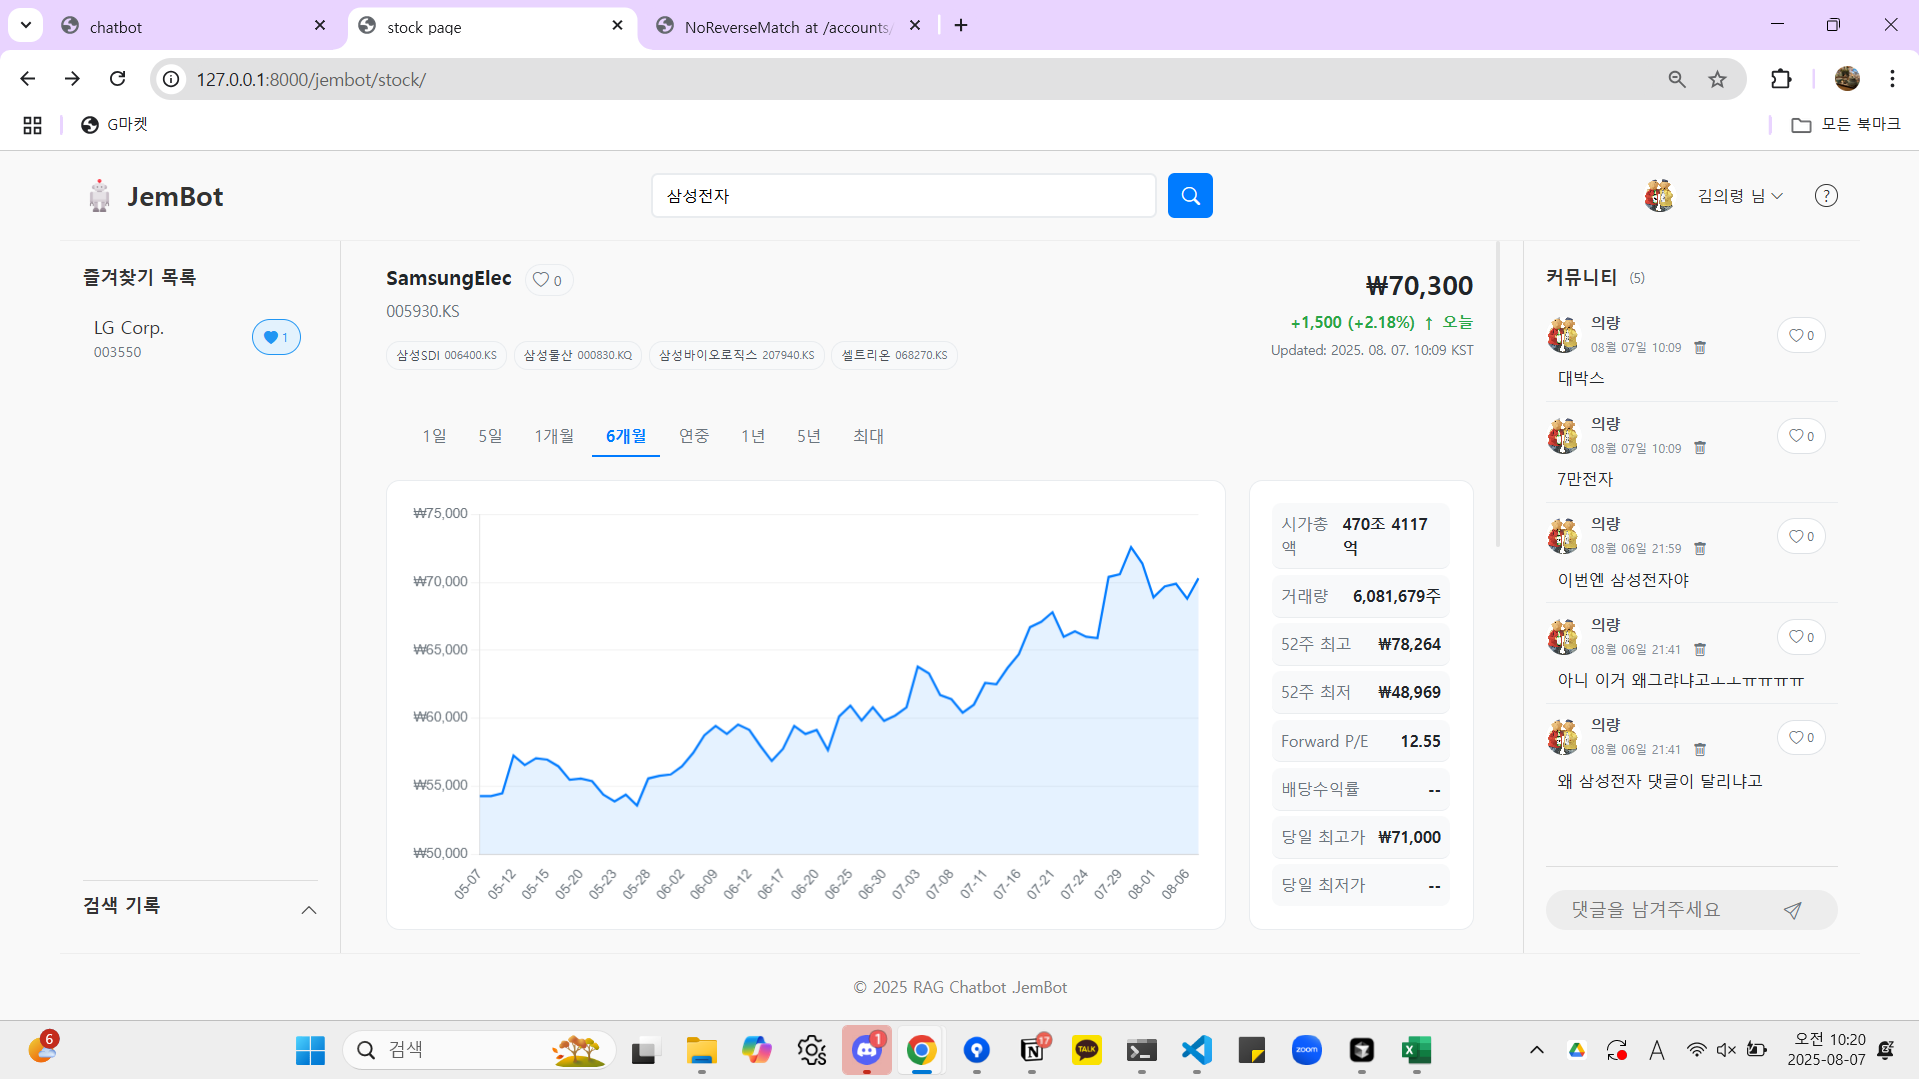 chatbot
stock page
NoReverseMatch at /accounts/
127.0.0.1:8000/jembot/stock/
G마켓
모든 북마크
JemBot
삼성전자
김의령 님
?
즐겨찾기 목록
LG Corp.
1
003550
검색 기록
SamsungElec
0
005930.KS
삼성SDI 006400.KS
삼성물산 000830.KQ
삼성바이오로직스 207940.KS
셀트리온 068270.KS
₩70,300
+1,500 (+2.18%) ↑ 오늘
Updated: 2025. 08. 07. 10:09 KST
1일 5일 1개월 6개월 연중 1년 5년 최대
₩75,000
₩70,000
₩65,000
₩60,000
₩55,000
₩50,000
05-07 05-12 05-15 05-20 05-23 05-28 06-02 06-09 06-12 06-17 06-20 06-25 06-30 07-03 07-08 07-11 07-16 07-21 07-24 07-29 08-01 08-06
시가총액 470조 4117억
거래량 6,081,679주
52주 최고 ₩78,264
52주 최저 ₩48,969
Forward P/E 12.55
배당수익률 --
당일 최고가 ₩71,000
당일 최저가 --
커뮤니티 (5)
의량
08월 07일 10:09
0
대박스
의량
08월 07일 10:09
0
7만전자
의량
08월 06일 21:59
0
이번엔 삼성전자야
의량
08월 06일 21:41
0
아니 이거 왜그랴냐고ㅗㅗㅠㅠㅠㅠ
의량
08월 06일 21:41
0
왜 삼성전자 댓글이 달리냐고
댓글을 남겨주세요
© 2025 RAG Chatbot JemBot
6
검색
1
17
TALK
zoom
A
오전 10:20
2025-08-07